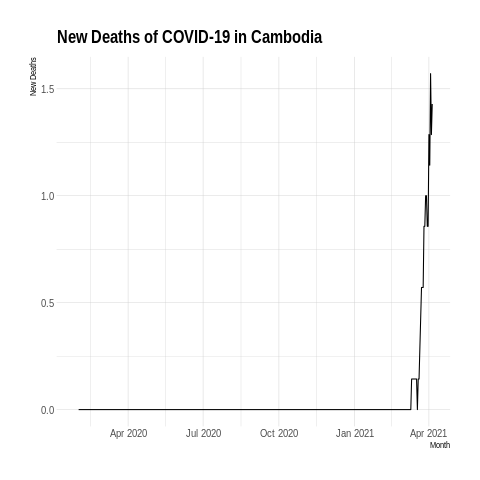 New Deaths of COVID-19 in Cambodia
New Deaths
1.5
1.0
0.5
0.0
Apr 2020 Jul 2020 Oct 2020 Jan 2021 Apr 2021
Month